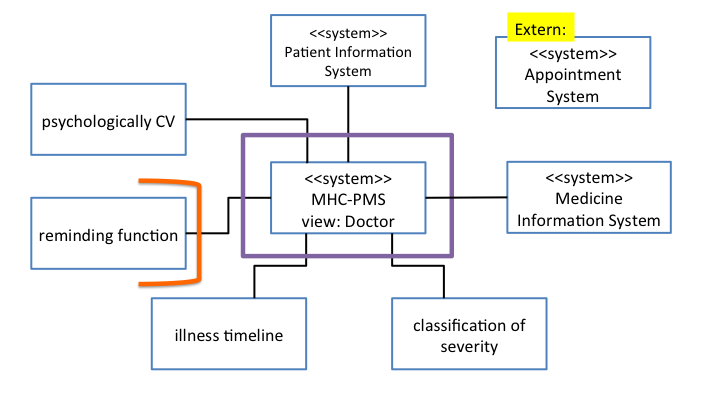 <<system>>
Patient Information
System
Extern:
<<system>>
Appointment
System
psychologically CV
<<system>>
MHC-PMS
view: Doctor
<<system>>
Medicine
Information System
reminding function
illness timeline
classification of
severity